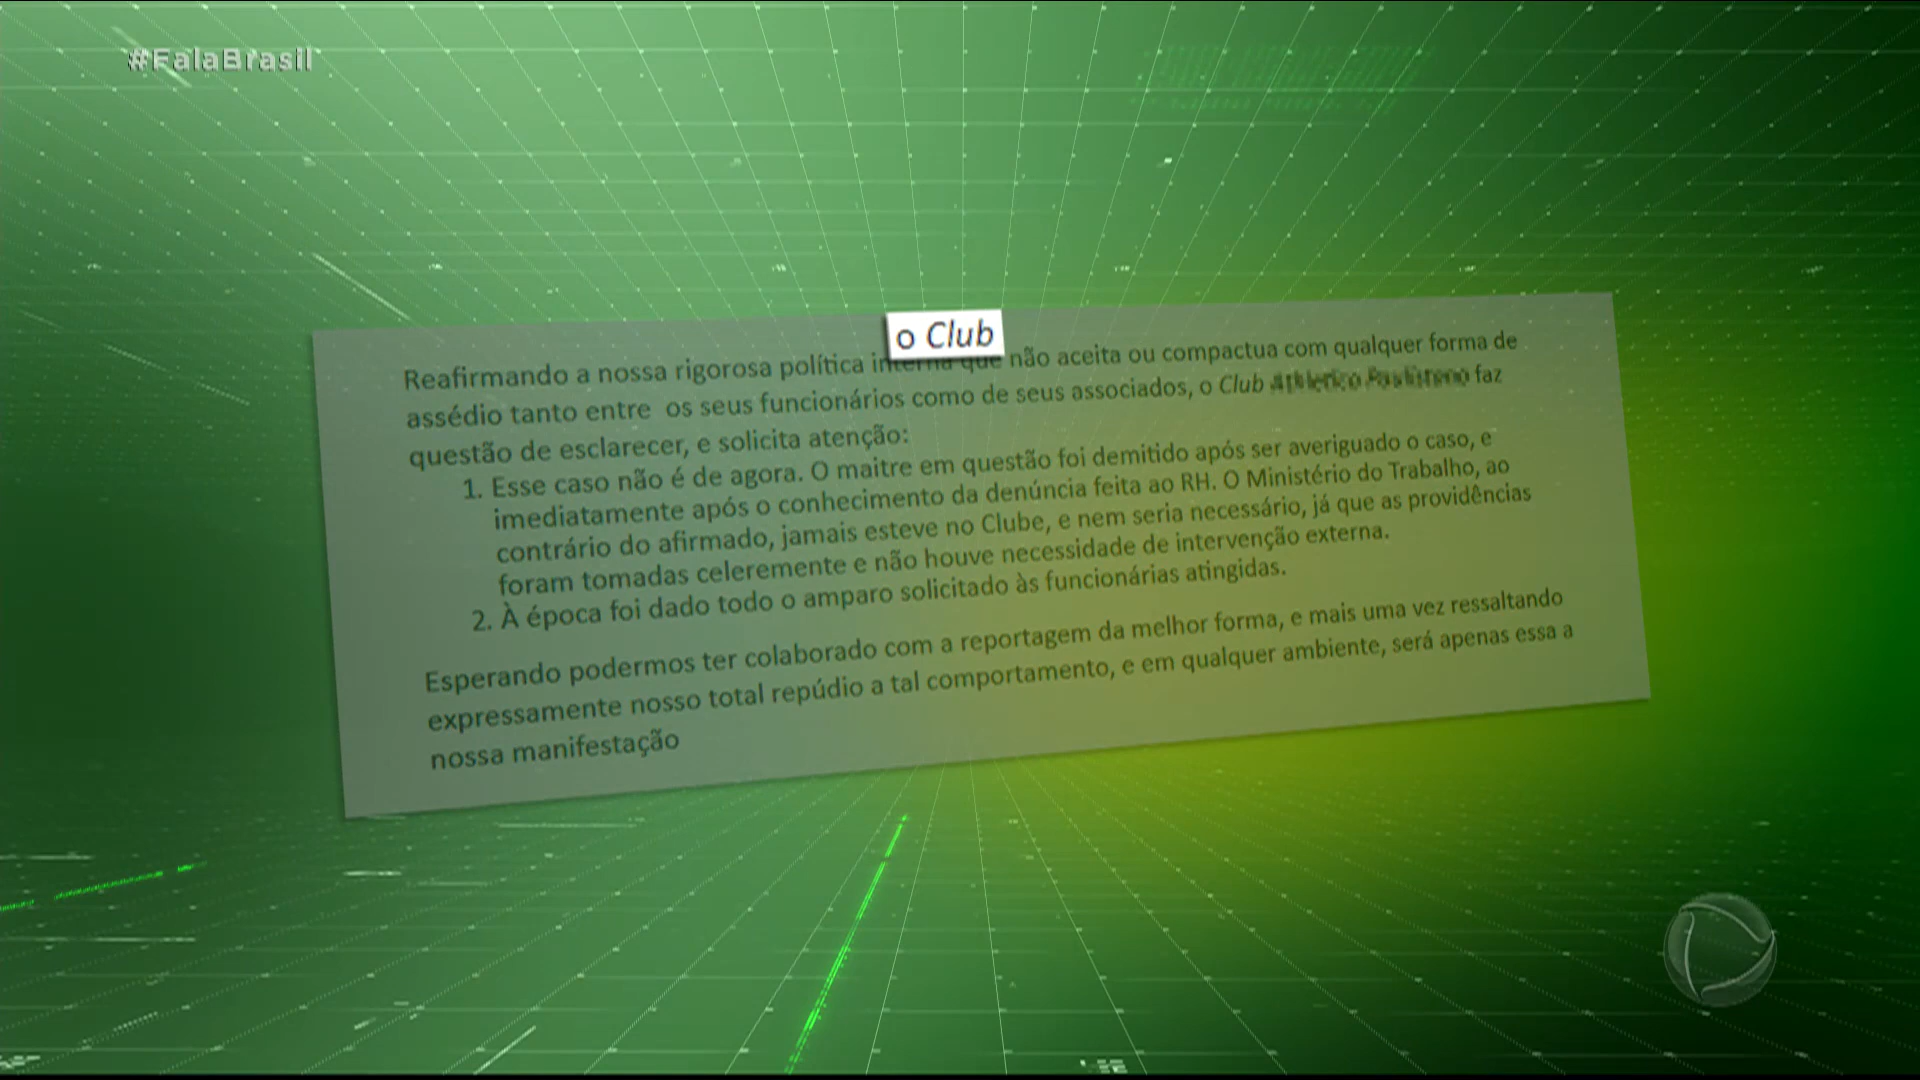 #FalaBrasil
o Club
Reafirmando a nossa rigorosa política interna que não aceita ou compactua com qualquer forma de
assédio tanto entre os seus funcionários como de seus associados, o Club faz
questão de esclarecer, e solicita atenção:
1. Esse caso não é de agora. O maitre em questão foi demitido após ser averiguado o caso, e
imediatamente após o conhecimento da denúncia feita ao RH. O Ministério do Trabalho, ao
contrário do afirmado, jamais esteve no Clube, e nem seria necessário, já que as providências
foram tomadas celeremente e não houve necessidade de intervenção externa.
2. À época foi dado todo o amparo solicitado às funcionárias atingidas.
Esperando podermos ter colaborado com a reportagem da melhor forma, e mais uma vez ressaltando
expressamente nosso total repúdio a tal comportamento, e em qualquer ambiente, será apenas essa a
nossa manifestação